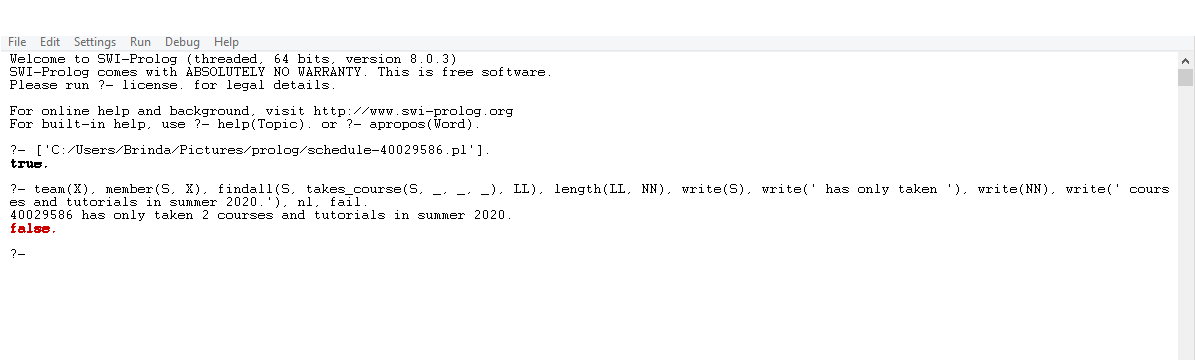 File Edit Settings Run Debug Help
Welcome to SWI-Prolog (threaded, 64 bits, version 8.0.3)
SWI-Prolog comes with ABSOLUTELY NO WARRANTY. This is free software.
Please run ?- license. for legal details.
For online help and background, visit http://www.swi-prolog.org
For built-in help, use ?- help(Topic). or ?- apropos(Word).
?- ['C:/Users/Brinda/Pictures/prolog/schedule-40029586.pl'].
true.
?- team(X), member(S, X), findall(S, takes_course(S, _, _, _), LL), length(LL, NN), write(S), write(' has only taken '), write(NN), write(' cours
es and tutorials in summer 2020.'), nl, fail.
40029586 has only taken 2 courses and tutorials in summer 2020.
false.
?-